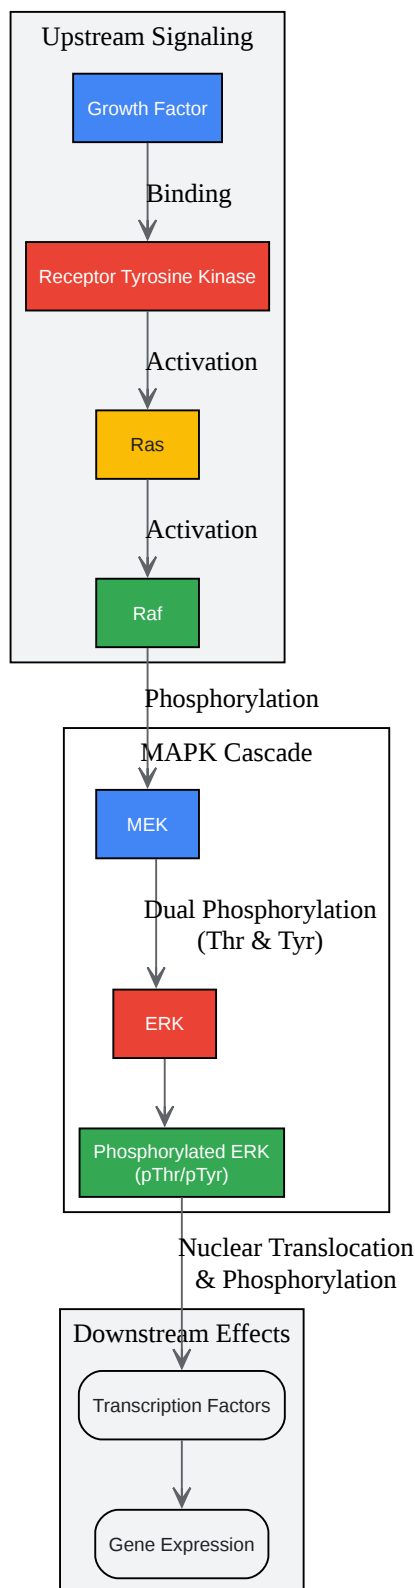 Upstream Signaling
Growth Factor
Binding
Receptor Tyrosine Kinase
Activation
Ras
Activation
Raf
Phosphorylation
MAPK Cascade
MEK
Dual Phosphorylation
(Thr & Tyr)
ERK
Phosphorylated ERK
(pThr/pTyr)
Nuclear Translocation
& Phosphorylation
Downstream Effects
Transcription Factors
Gene Expression